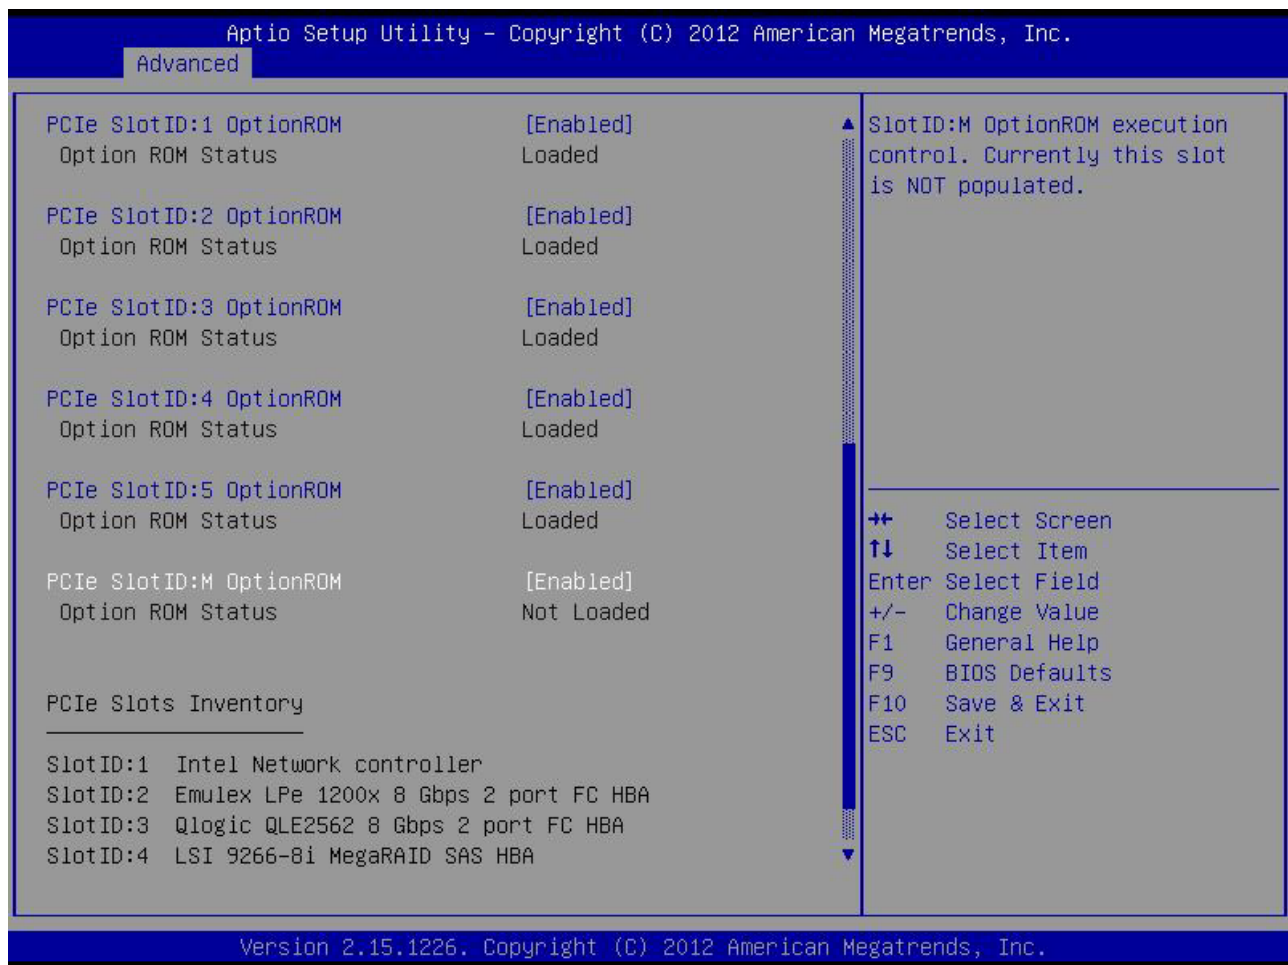 Aptio Setup Utility – Copyright (C) 2012 American Megatrends, Inc.
Advanced
PCIe SlotID:1 OptionROM [Enabled]
Option ROM Status Loaded
PCIe SlotID:2 OptionROM [Enabled]
Option ROM Status Loaded
PCIe SlotID:3 OptionROM [Enabled]
Option ROM Status Loaded
PCIe SlotID:4 OptionROM [Enabled]
Option ROM Status Loaded
PCIe SlotID:5 OptionROM [Enabled]
Option ROM Status Loaded
PCIe SlotID:M OptionROM [Enabled]
Option ROM Status Not Loaded
PCIe Slots Inventory
SlotID:1 Intel Network controller
SlotID:2 Emulex LPe 1200x 8 Gbps 2 port FC HBA
SlotID:3 Qlogic QLE2562 8 Gbps 2 port FC HBA
SlotID:4 LSI 9266-8i MegaRAID SAS HBA
SlotID:M OptionROM execution
control. Currently this slot
is NOT populated.
→← Select Screen
↑↓ Select Item
Enter Select Field
+/- Change Value
F1 General Help
F9 BIOS Defaults
F10 Save & Exit
ESC Exit
Version 2.15.1226. Copyright (C) 2012 American Megatrends, Inc.